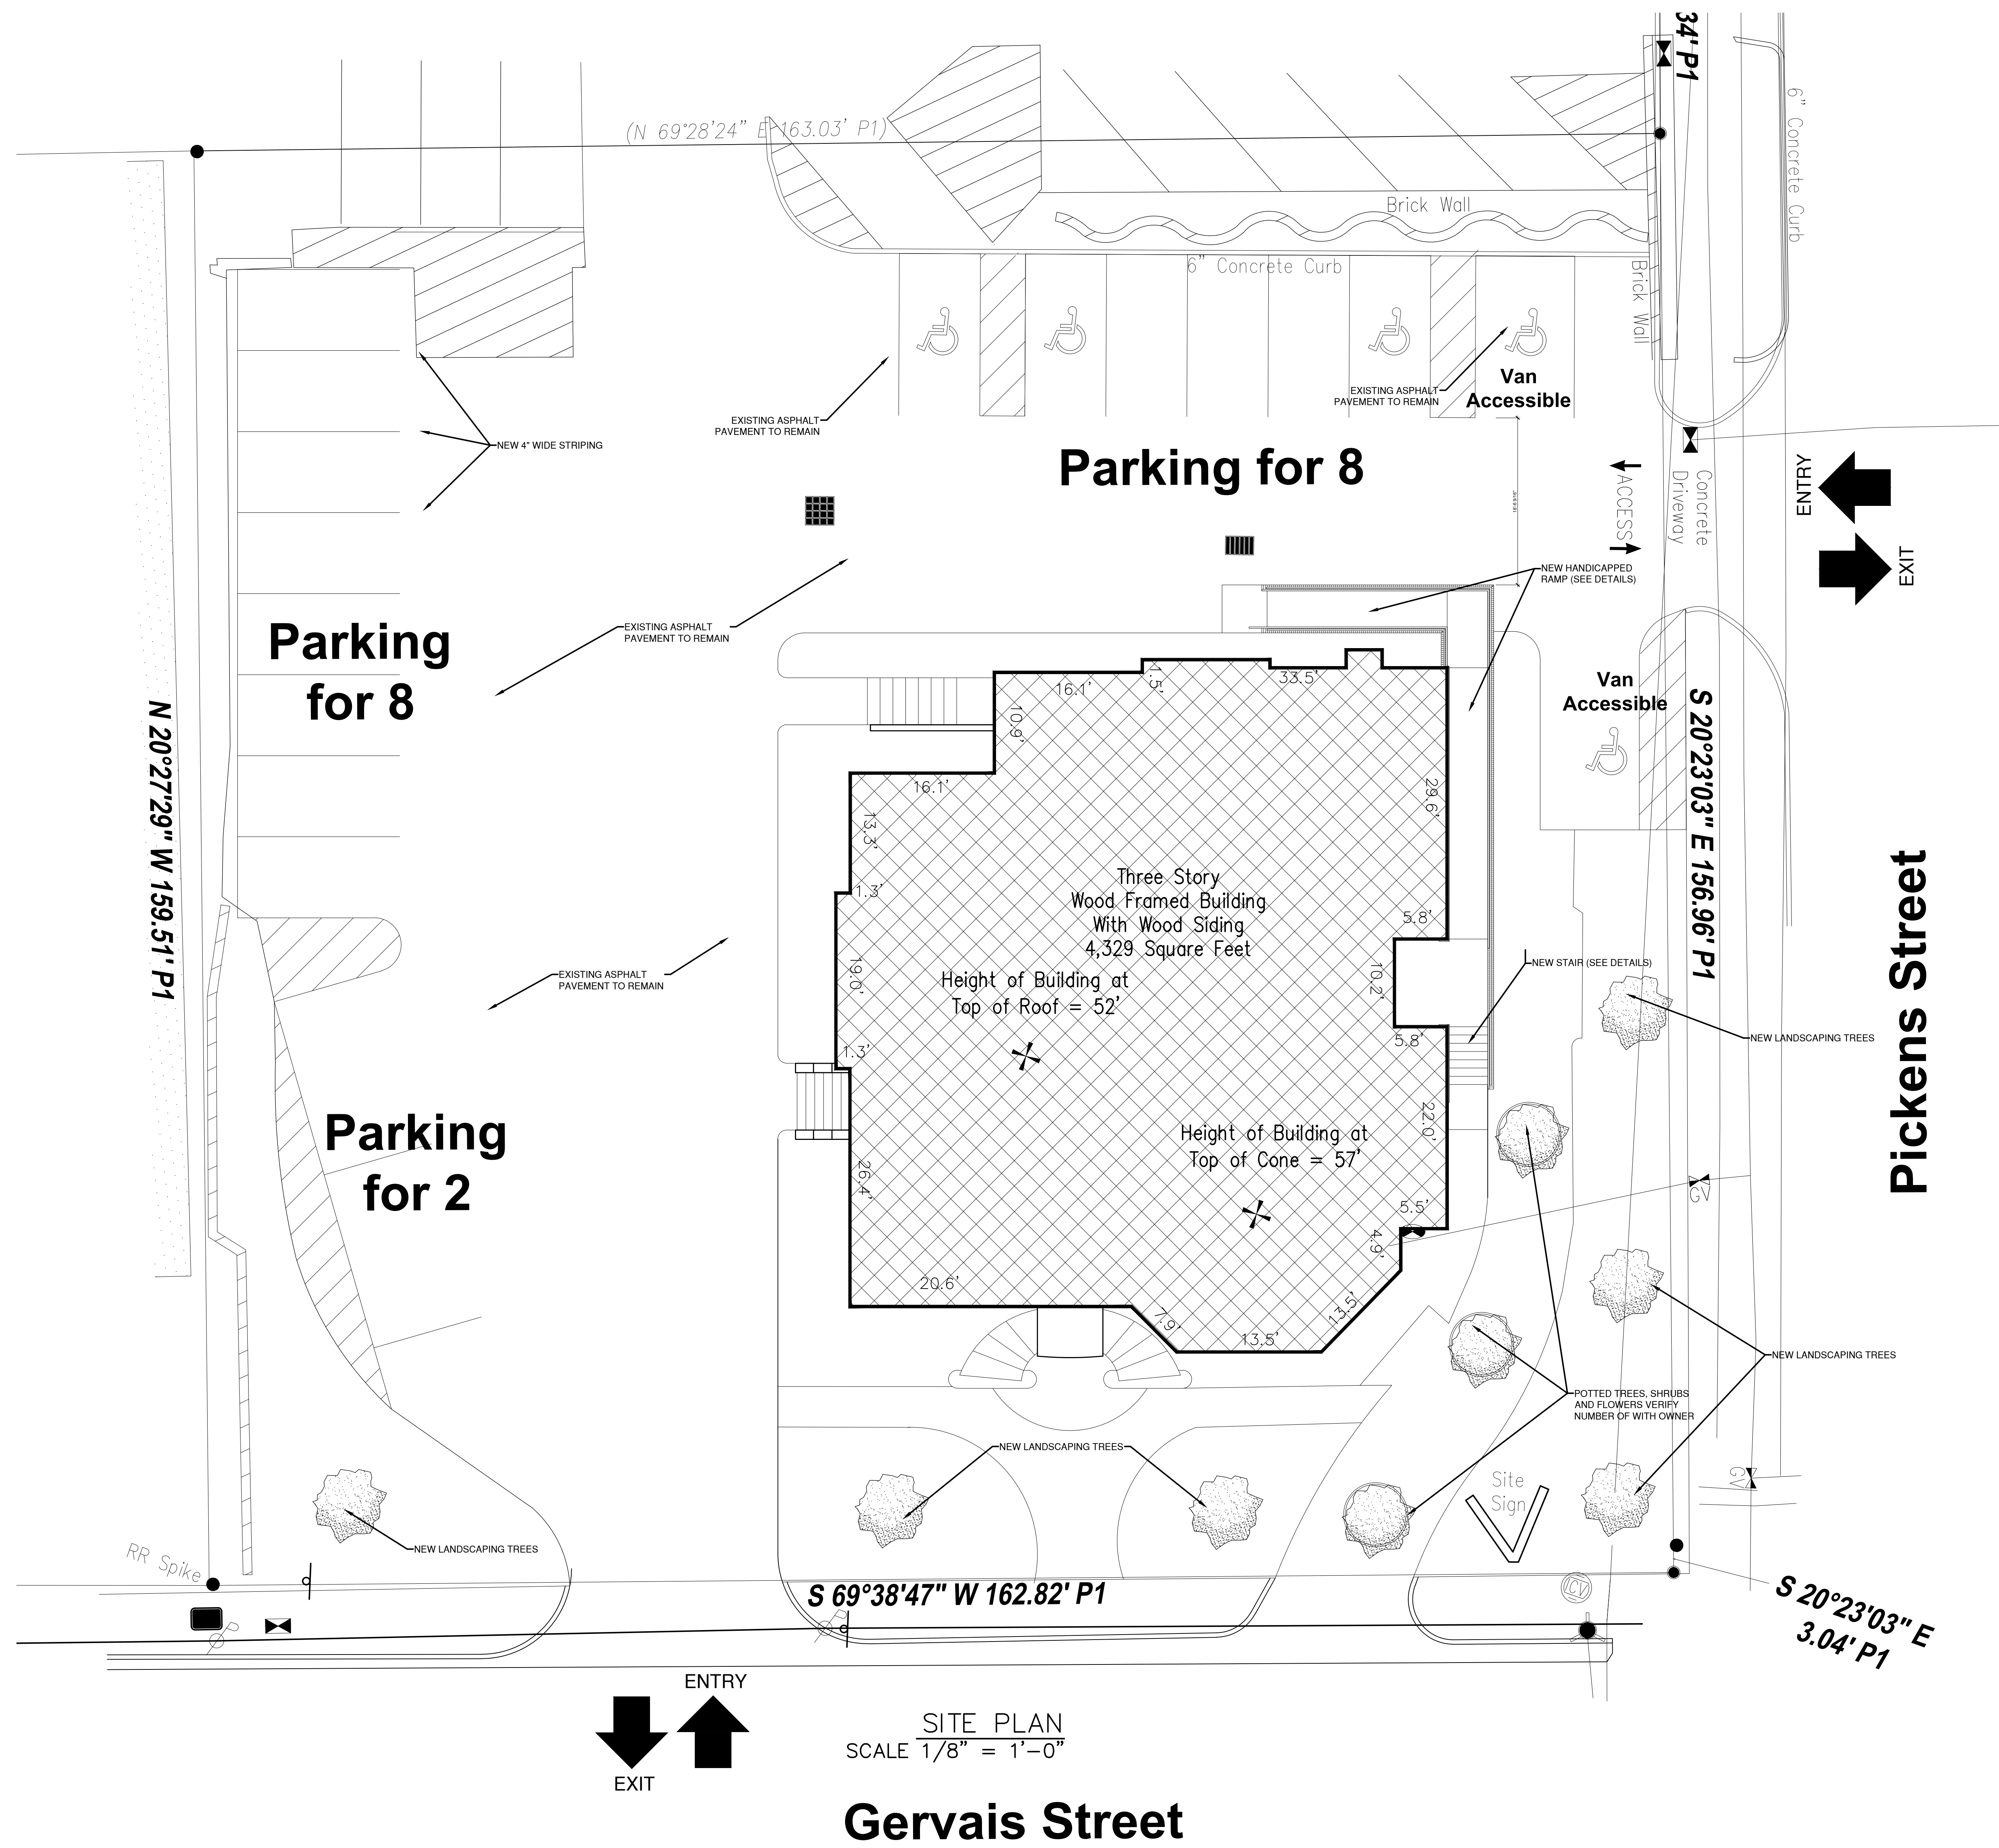 34' P1
6" Concrete Curb
(N 69°28'24" E 163.03' P1)
Brick Wall
6" Concrete Curb
Brick Wall
Van
Accessible
EXISTING ASPHALT
PAVEMENT TO REMAIN
EXISTING ASPHALT
PAVEMENT TO REMAIN
NEW 4" WIDE STRIPING
Parking for 8
ACCESS
Concrete
Driveway
ENTRY
EXIT
NEW HANDICAPPED
RAMP (SEE DETAILS)
EXISTING ASPHALT
PAVEMENT TO REMAIN
Parking
for 8
Van
Accessible
16.1'
1.5'
33.5'
10.9'
16.1'
29.6'
13.3'
N 20°27'29" W 159.51' P1
S 20°23'03" E 156.96' P1
Three Story
Wood Framed Building
With Wood Siding
4,329 Square Feet
1.3'
5.8'
Height of Building at
Top of Roof = 52'
19.0'
10.2'
EXISTING ASPHALT
PAVEMENT TO REMAIN
NEW STAIR (SEE DETAILS)
Pickens Street
NEW LANDSCAPING TREES
1.3'
5.8'
Parking
for 2
Height of Building at
Top of Cone = 57'
22.0'
26.4'
GV
5.5'
4.9'
20.6'
7.9'
13.5'
13.5'
NEW LANDSCAPING TREES
POTTED TREES, SHRUBS
AND FLOWERS VERIFY
NUMBER OF WITH OWNER
NEW LANDSCAPING TREES
Site
Sign
GV
NEW LANDSCAPING TREES
RR Spike
S 69°38'47" W 162.82' P1
ICV
S 20°23'03" E
3.04' P1
ENTRY
EXIT
SITE PLAN
SCALE 1/8" = 1'-0"
Gervais Street